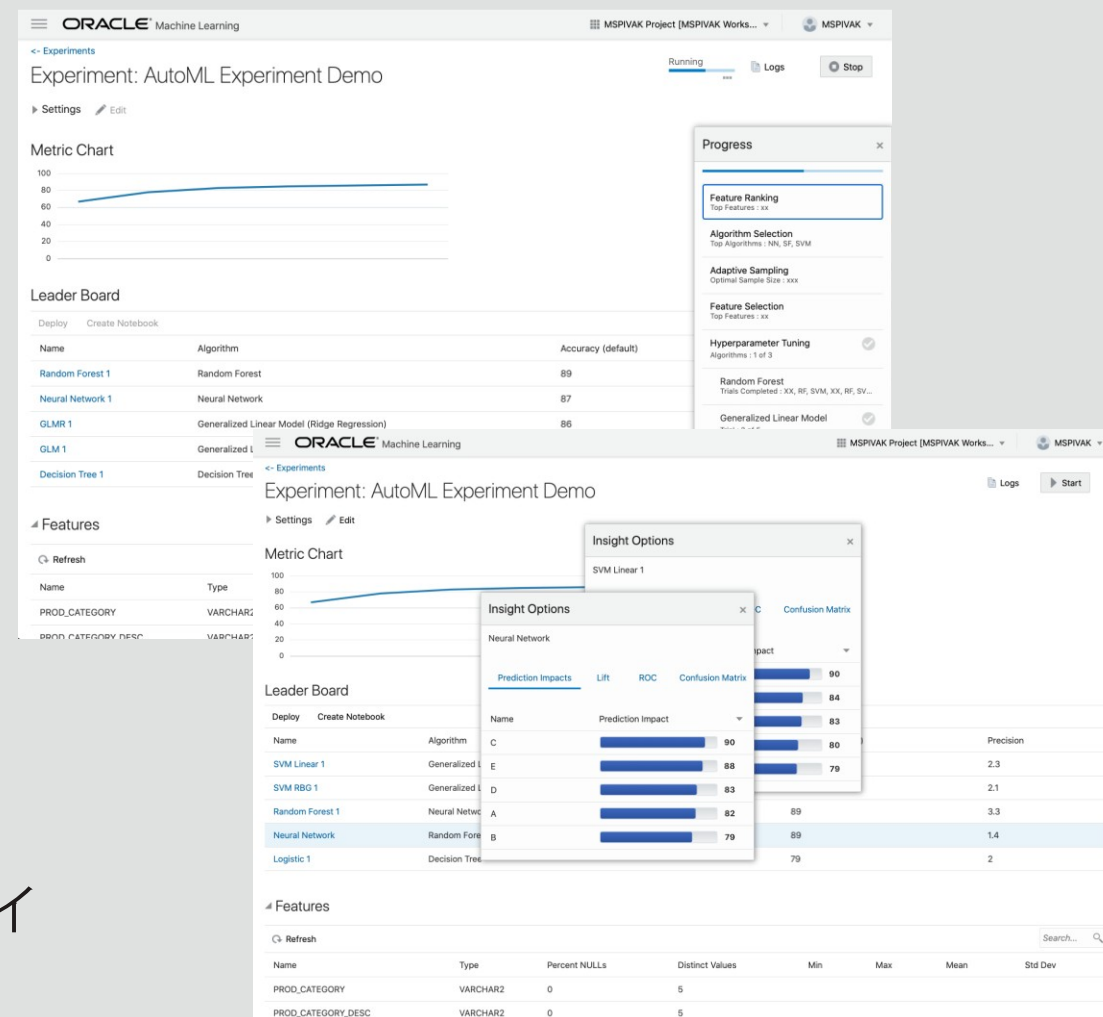 ORACLE Machine Learning MSPIVAK Project [MSPIVAK Works... MSPIVAK
<- Experiments
Experiment: AutoML Experiment Demo Running Logs Stop
Settings Edit
Metric Chart
100
80
60
40
20
0
Leader Board
Deploy Create Notebook
Name Algorithm Accuracy (default)
Random Forest 1 Random Forest 89
Neural Network 1 Neural Network 87
GLMR 1 Generalized Linear Model (Ridge Regression) 86
GLM 1 Generalized
Decision Tree 1 Decision Tree
Features
Refresh
Name Type
PROD_CATEGORY VARCHAR2
PROD_CATEGORY_DESC VARCHAR2
Progress
Feature Ranking
Top Features : xx
Algorithm Selection
Top Algorithms : NN, SF, SVM
Adaptive Sampling
Optimal Sample Size : xxx
Feature Selection
Top Features : xx
Hyperparameter Tuning
Algorithms : 1 of 3
Random Forest
Trials Completed : XX, RF, SVM, XX, RF, SV...
Generalized Linear Model
ORACLE Machine Learning MSPIVAK Project [MSPIVAK Works... MSPIVAK
<- Experiments
Experiment: AutoML Experiment Demo Logs Start
Settings Edit
Metric Chart
100
80
60
40
20
0
Insight Options
SVM Linear 1
Confusion Matrix
90
84
83
80
79
Insight Options
Neural Network
Prediction Impacts Lift ROC Confusion Matrix
Name Prediction Impact
C 90
E 88
D 83
A 82
B 79
Leader Board
Deploy Create Notebook
Name Algorithm Precision
SVM Linear 1 Generalized 2.3
SVM RBG 1 Generalized 2.1
Random Forest 1 Neural Netwo 89 3.3
Neural Network Random Fore 89 1.4
Logistic 1 Decision Tree 79 2
Features
Refresh Search...
Name Type Percent NULLs Distinct Values Min Max Mean Std Dev
PROD_CATEGORY VARCHAR2 0 5
PROD_CATEGORY_DESC VARCHAR2 0 5
イ